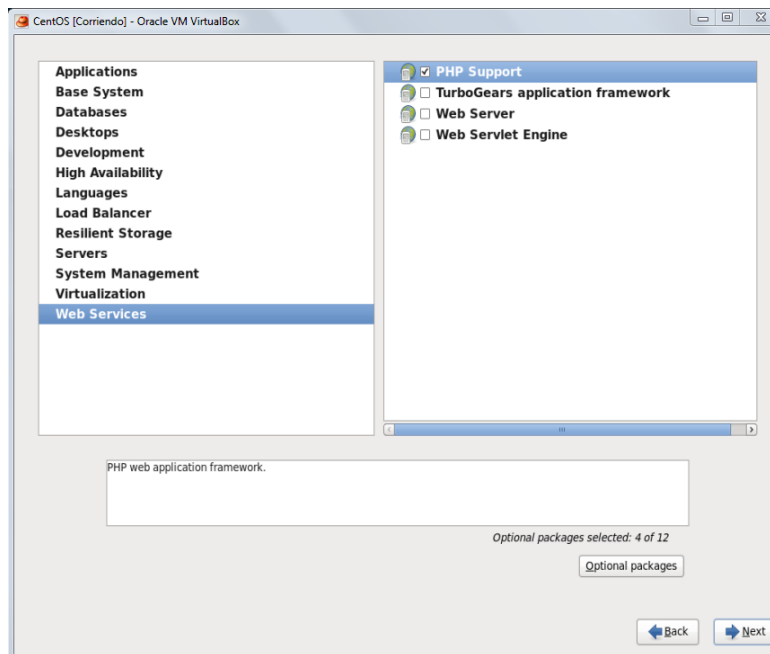 CentOS [Corriendo] - Oracle VM VirtualBox
Applications
Base System
Databases
Desktops
Development
High Availability
Languages
Load Balancer
Resilient Storage
Servers
System Management
Virtualization
Web Services
PHP Support
TurboGears application framework
Web Server
Web Servlet Engine
PHP web application framework.
Optional packages selected: 4 of 12
Optional packages
Back
Next